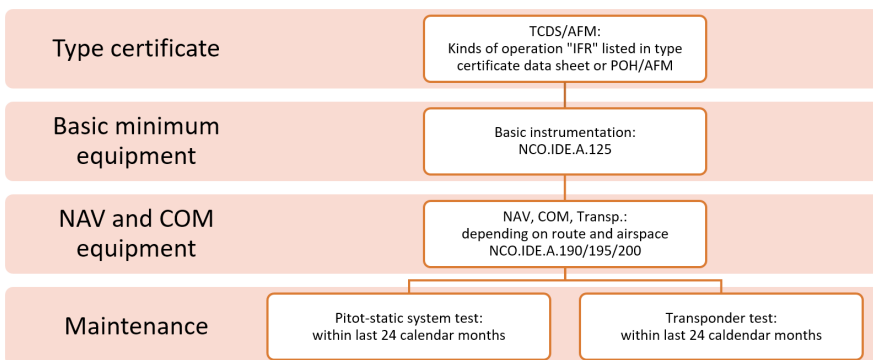 Type certificate
TCDS/AFM:
Kinds of operation "IFR" listed in type
certificate data sheet or POH/AFM
Basic minimum
equipment
Basic instrumentation:
NCO.IDE.A.125
NAV and COM
equipment
NAV, COM, Transp.:
depending on route and airspace
NCO.IDE.A.190/195/200
Maintenance
Pitot-static system test:
within last 24 calendar months
Transponder test:
within last 24 caldendar months